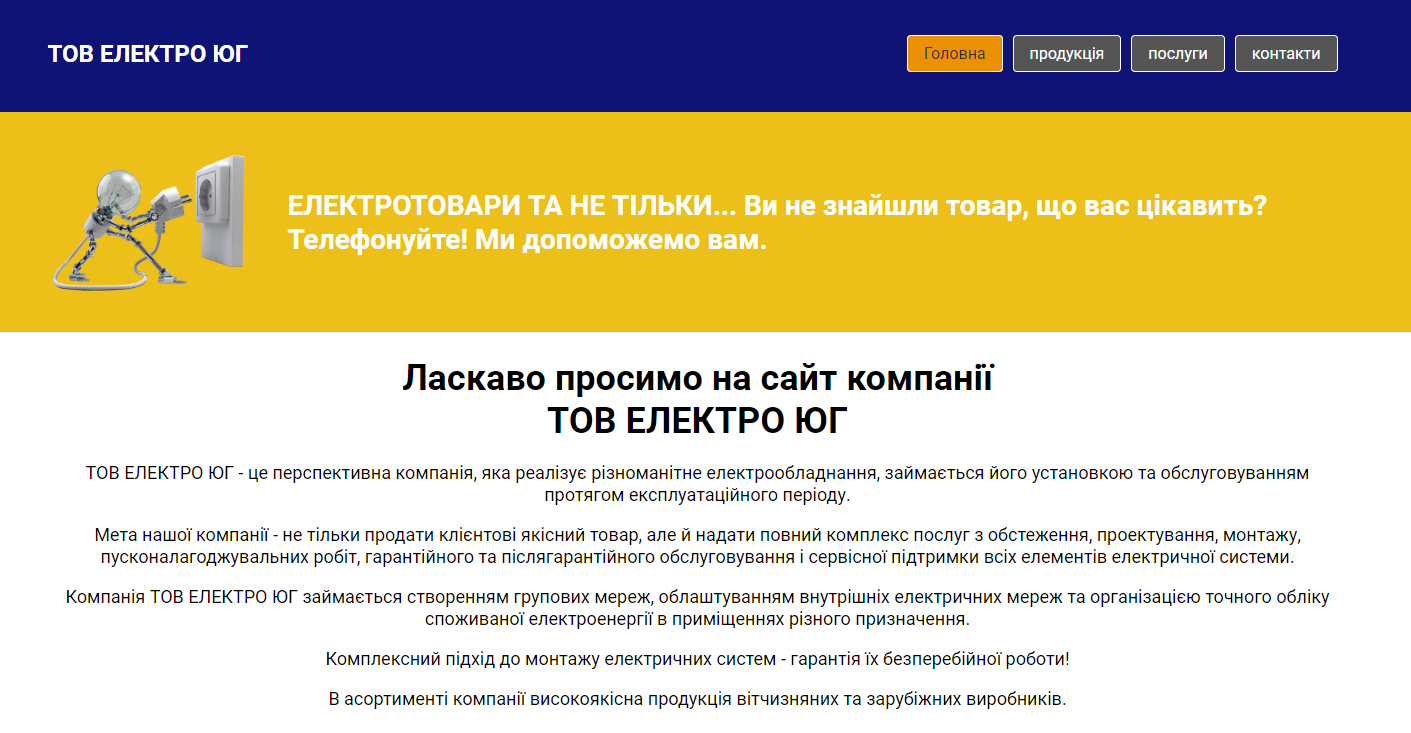 ТОВ ЕЛЕКТРО ЮГ
Головна
продукція
послуги
контакти
ЕЛЕКТРОТОВАРИ ТА НЕ ТІЛЬКИ... Ви не знайшли товар, що вас цікавить?
Телефонуйте! Ми допоможемо вам.
Ласкаво просимо на сайт компанії
ТОВ ЕЛЕКТРО ЮГ
ТОВ ЕЛЕКТРО ЮГ - це перспективна компанія, яка реалізує різноманітне електрообладнання, займається його установкою та обслуговуванням
протягом експлуатаційного періоду.
Мета нашої компанії - не тільки продати клієнтові якісний товар, але й надати повний комплекс послуг з обстеження, проектування, монтажу,
пусконалагоджувальних робіт, гарантійного та післягарантійного обслуговування і сервісної підтримки всіх елементів електричної системи.
Компанія ТОВ ЕЛЕКТРО ЮГ займається створенням групових мереж, облаштуванням внутрішніх електричних мереж та організацією точного обліку
споживаної електроенергії в приміщеннях різного призначення.
Комплексний підхід до монтажу електричних систем - гарантія їх безперебійної роботи!
В асортименті компанії високоякісна продукція вітчизняних та зарубіжних виробників.